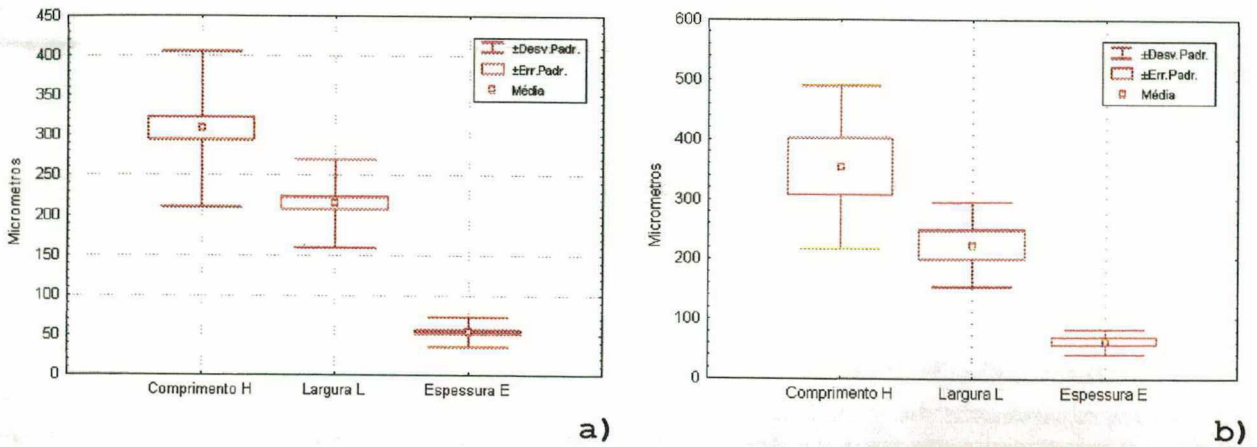 450
400
350
300
250
200
150
100
50
0
Micrometros
±Desv.Padr.
±Err.Padr.
Média
Comprimento H
Largura L
Espessura E
a)
600
500
400
300
200
100
0
Micrometros
±Desv.Padr.
±Err.Padr.
Média
Comprimento H
Largura L
Espessura E
b)